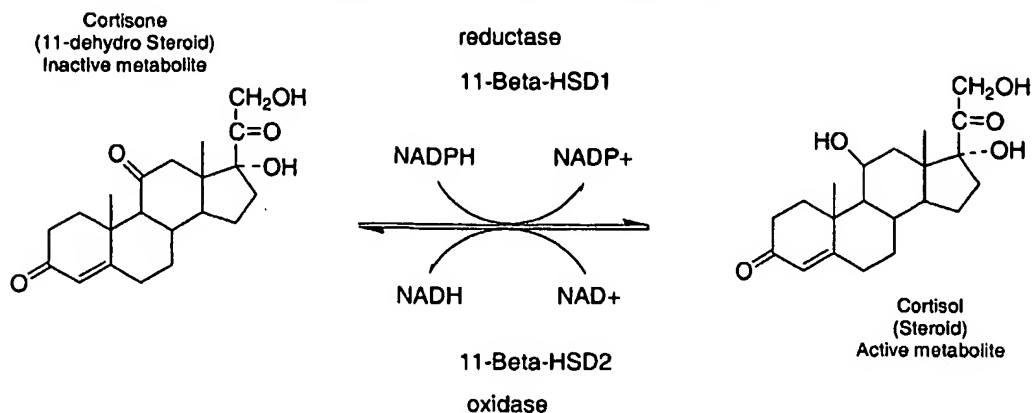 Cortisone
(11-dehydro Steroid)
Inactive metabolite
reductase
11-Beta-HSD1
CH2OH
C=O
OH
O
O
NADPH
NADP+
NADH
NAD+
11-Beta-HSD2
oxidase
CH2OH
C=O
HO
OH
O
Cortisol
(Steroid)
Active metabolite